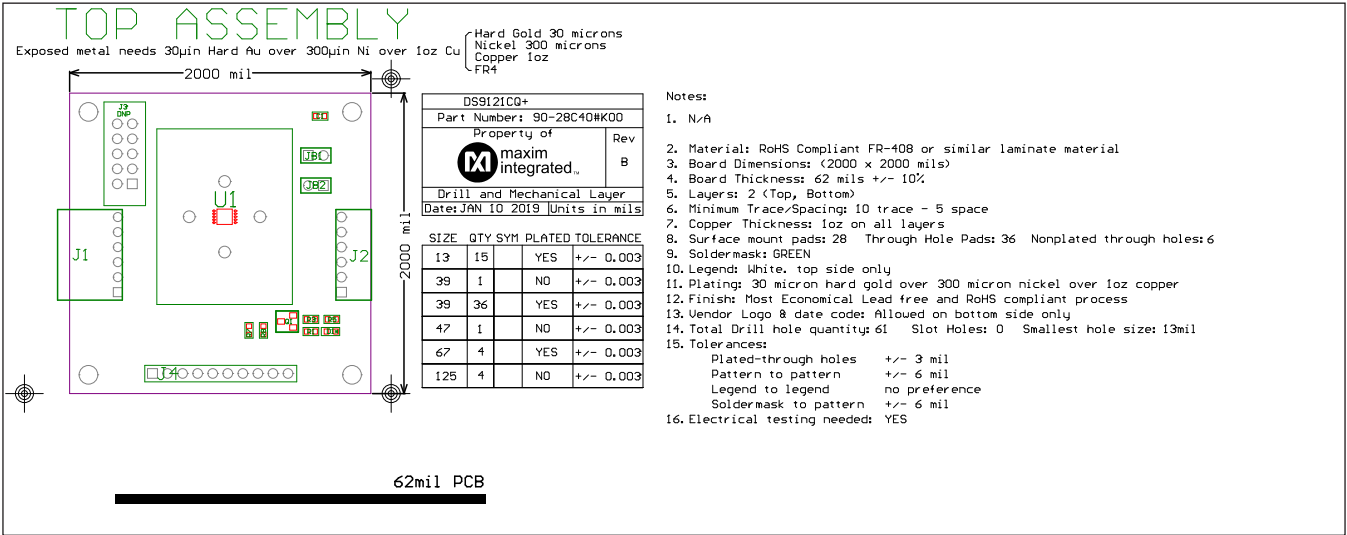 TOP ASSEMBLY
Exposed metal needs 30µin Hard Au over 300µin Ni over 1oz Cu
Hard Gold 30 microns
Nickel 300 microns
Copper 1oz
FR4
2000 mil
2000 mil
J3
DNP
JB1
JB2
U1
J1
J2
J4
DS9121CQ+
Part Number: 90-28C40#K00
Property of
maxim
integrated™
Rev
B
Drill and Mechanical Layer
Date:JAN 10 2019 Units in mils
SIZE QTY SYM PLATED TOLERANCE
13 15 YES +/- 0.003
39 1 NO +/- 0.003
39 36 YES +/- 0.003
47 1 NO +/- 0.003
67 4 YES +/- 0.003
125 4 NO +/- 0.003
Notes:
1. N/A
2. Material: RoHS Compliant FR-408 or similar laminate material
3. Board Dimensions: (2000 x 2000 mils)
4. Board Thickness: 62 mils +/- 10%
5. Layers: 2 (Top, Bottom)
6. Minimum Trace/Spacing: 10 trace - 5 space
7. Copper Thickness: 1oz on all layers
8. Surface mount pads: 28 Through Hole Pads: 36 Nonplated through holes: 6
9. Soldermask: GREEN
10. Legend: White. top side only
11. Plating: 30 micron hard gold over 300 micron nickel over 1oz copper
12. Finish: Most Economical Lead free and RoHS compliant process
13. Vendor Logo & date code: Allowed on bottom side only
14. Total Drill hole quantity: 61 Slot Holes: 0 Smallest hole size: 13mil
15. Tolerances:
Plated-through holes +/- 3 mil
Pattern to pattern +/- 6 mil
Legend to legend no preference
Soldermask to pattern +/- 6 mil
16. Electrical testing needed: YES
62mil PCB